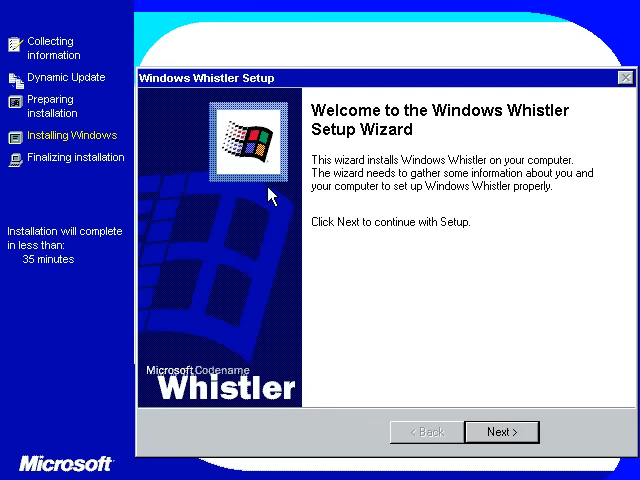 Collecting
information
Dynamic Update
Preparing
installation
Installing Windows
Finalizing installation
Installation will complete
in less than:
35 minutes
Microsoft
Windows Whistler Setup
Microsoft Codename
Whistler
Welcome to the Windows Whistler
Setup Wizard
This wizard installs Windows Whistler on your computer.
The wizard needs to gather some information about you and
your computer to set up Windows Whistler properly.
Click Next to continue with Setup.
< Back
Next >